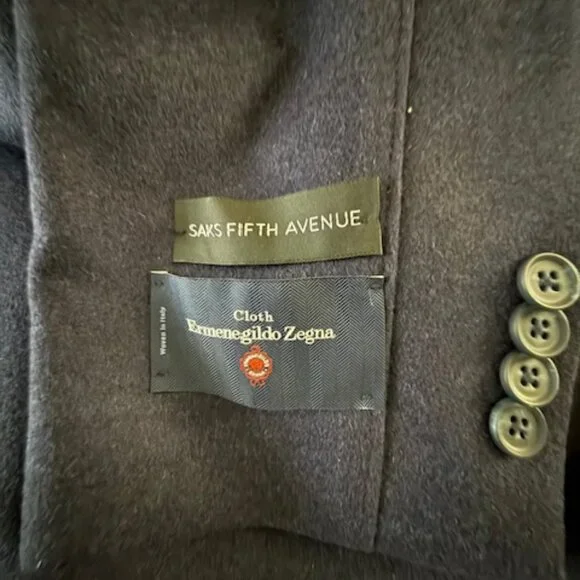 SAKS FIFTH AVENUE
Cloth
Ermenegildo Zegna
Woven in Italy